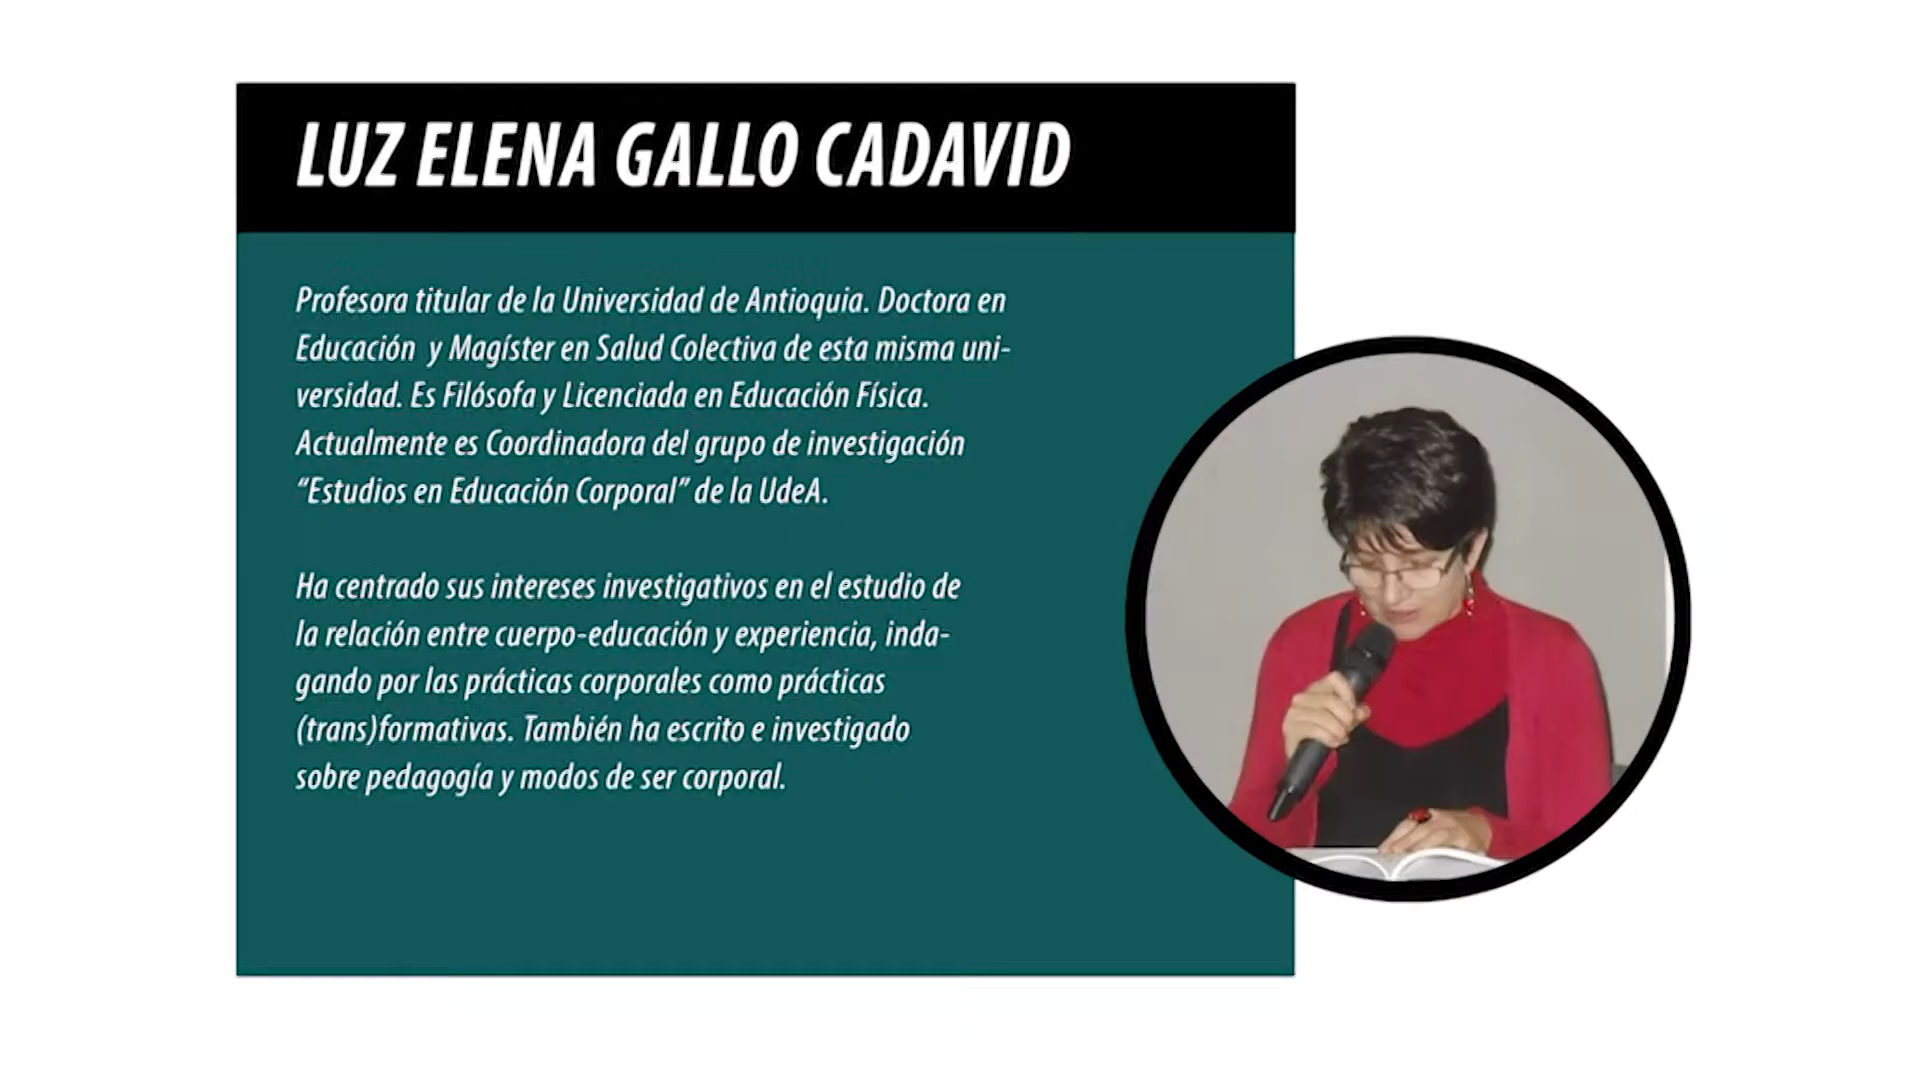 LUZ ELENA GALLO CADAVID
Profesora titular de la Universidad de Antioquia. Doctora en
Educación y Magíster en Salud Colectiva de esta misma uni-
versidad. Es Filósofa y Licenciada en Educación Física.
Actualmente es Coordinadora del grupo de investigación
“Estudios en Educación Corporal” de la UdeA.
Ha centrado sus intereses investigativos en el estudio de
la relación entre cuerpo-educación y experiencia, inda-
gando por las prácticas corporales como prácticas
(trans)formativas. También ha escrito e investigado
sobre pedagogía y modos de ser corporal.